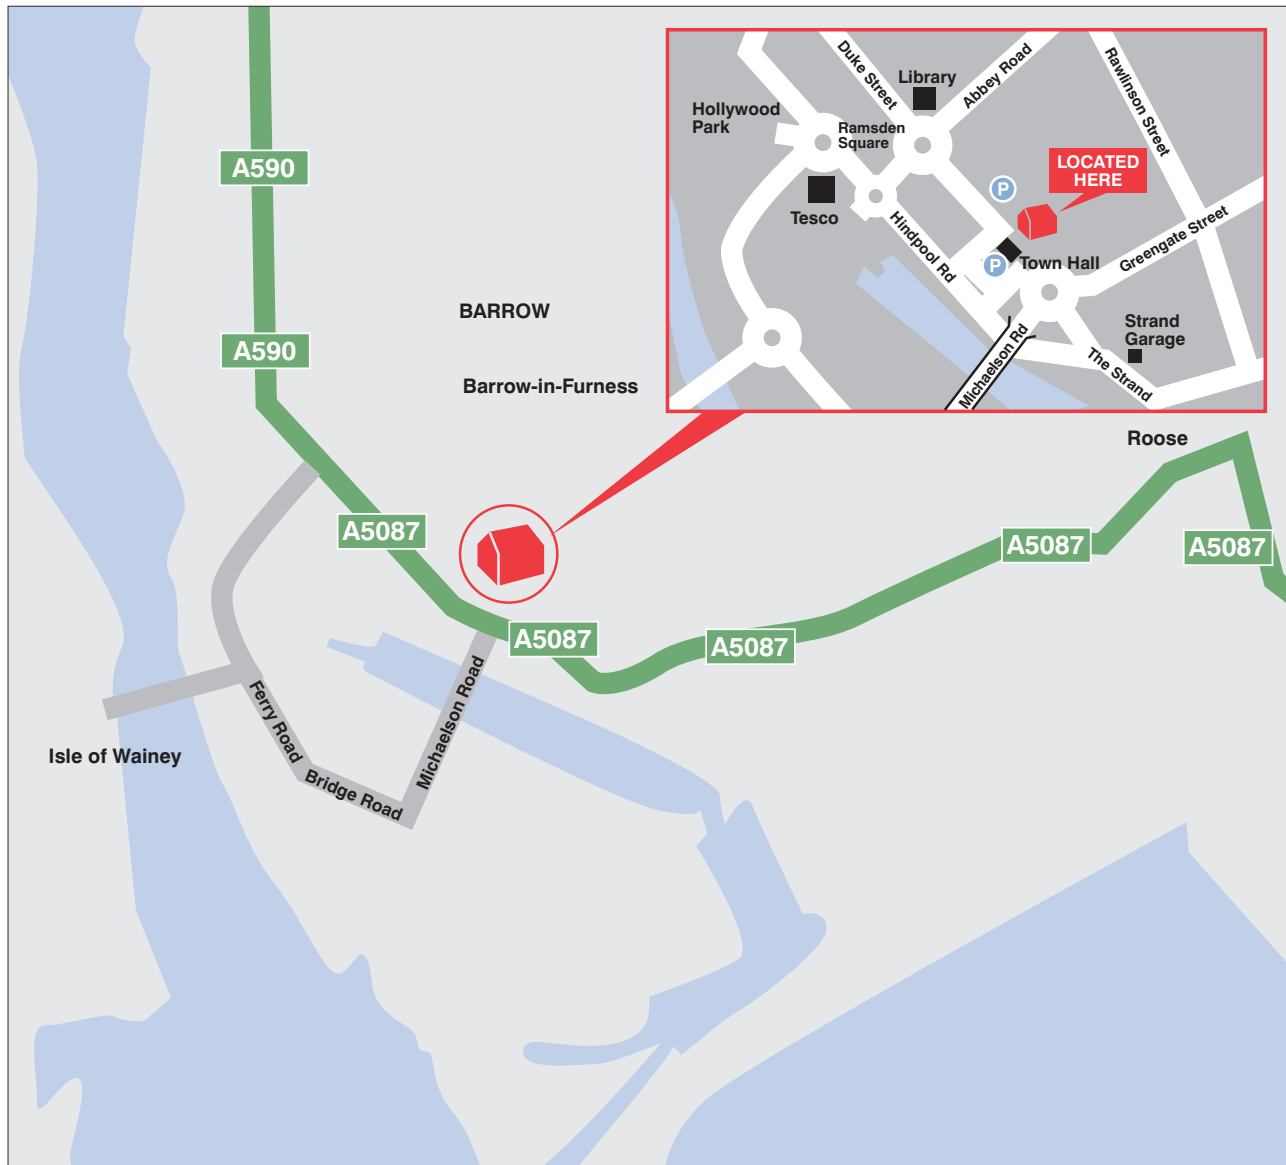 A590
A590
BARROW
Barrow-in-Furness
A5087
A5087
A5087
A5087
A5087
Roose
Isle of Wainey
Ferry Road
Bridge Road
Michaelson Road
Duke Street
Library
Abbey Road
Rawlinson Street
Hollywood
Park
Ramsden
Square
LOCATED
HERE
P
Tesco
Hindpool Rd
P
Town Hall
Greengate Street
Strand
Garage
Michaelson Rd
The Strand